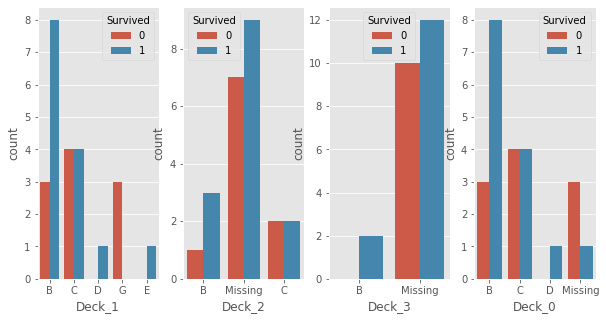 Survived
0
1
count
8
7
6
5
4
3
2
1
0
B C D G E
Deck_1
Survived
0
1
count
8
6
4
2
0
B Missing C
Deck_2
Survived
0
1
count
12
10
8
6
4
2
0
B Missing
Deck_3
Survived
0
1
count
8
7
6
5
4
3
2
1
0
B C D Missing
Deck_0